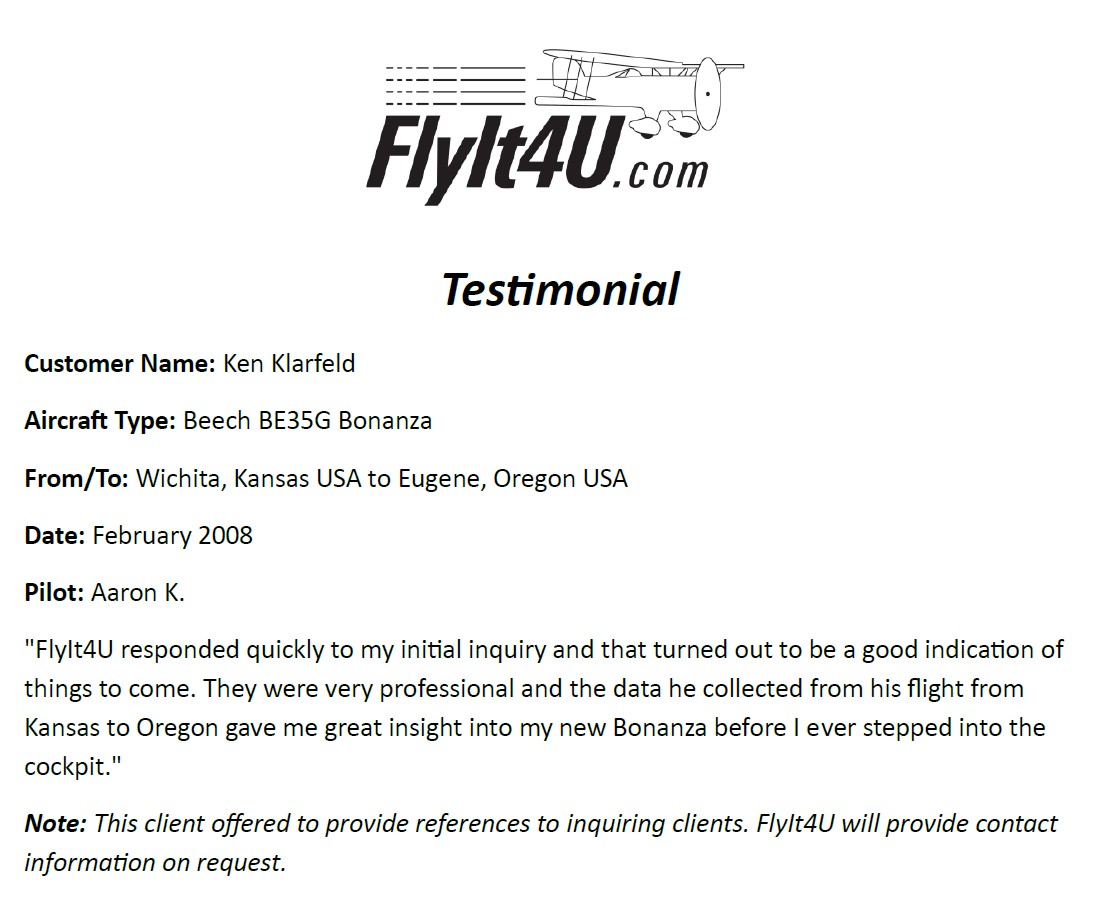 FlyIt4U.com
Testimonial
Customer Name: Ken Klarfeld
Aircraft Type: Beech BE35G Bonanza
From/To: Wichita, Kansas USA to Eugene, Oregon USA
Date: February 2008
Pilot: Aaron K.
"FlyIt4U responded quickly to my initial inquiry and that turned out to be a good indication of
things to come. They were very professional and the data he collected from his flight from
Kansas to Oregon gave me great insight into my new Bonanza before I ever stepped into the
cockpit."
Note: This client offered to provide references to inquiring clients. FlyIt4U will provide contact
information on request.